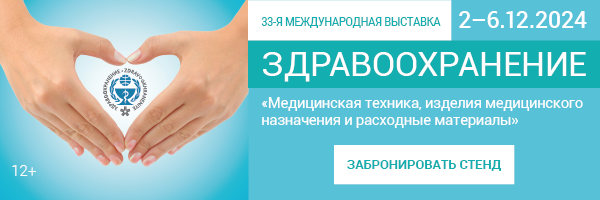 33-Я МЕЖДУНАРОДНАЯ ВЫСТАВКА
2–6.12.2024
ЗДРАВООХРАНЕНИЕ
«Медицинская техника, изделия медицинского
назначения и расходные материалы»
ЗАБРОНИРОВАТЬ СТЕНД
12+